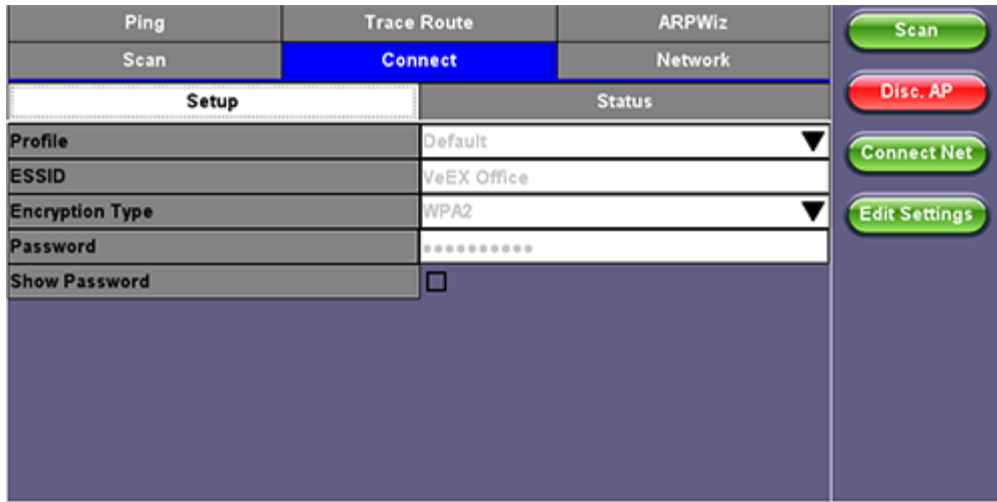 Ping Trace Route ARPWiz
Scan Connect Network
Setup Status
Profile Default
ESSID VeEX Office
Encryption Type WPA2
Password ••••••••••
Show Password
Scan
Disc. AP
Connect Net
Edit Settings